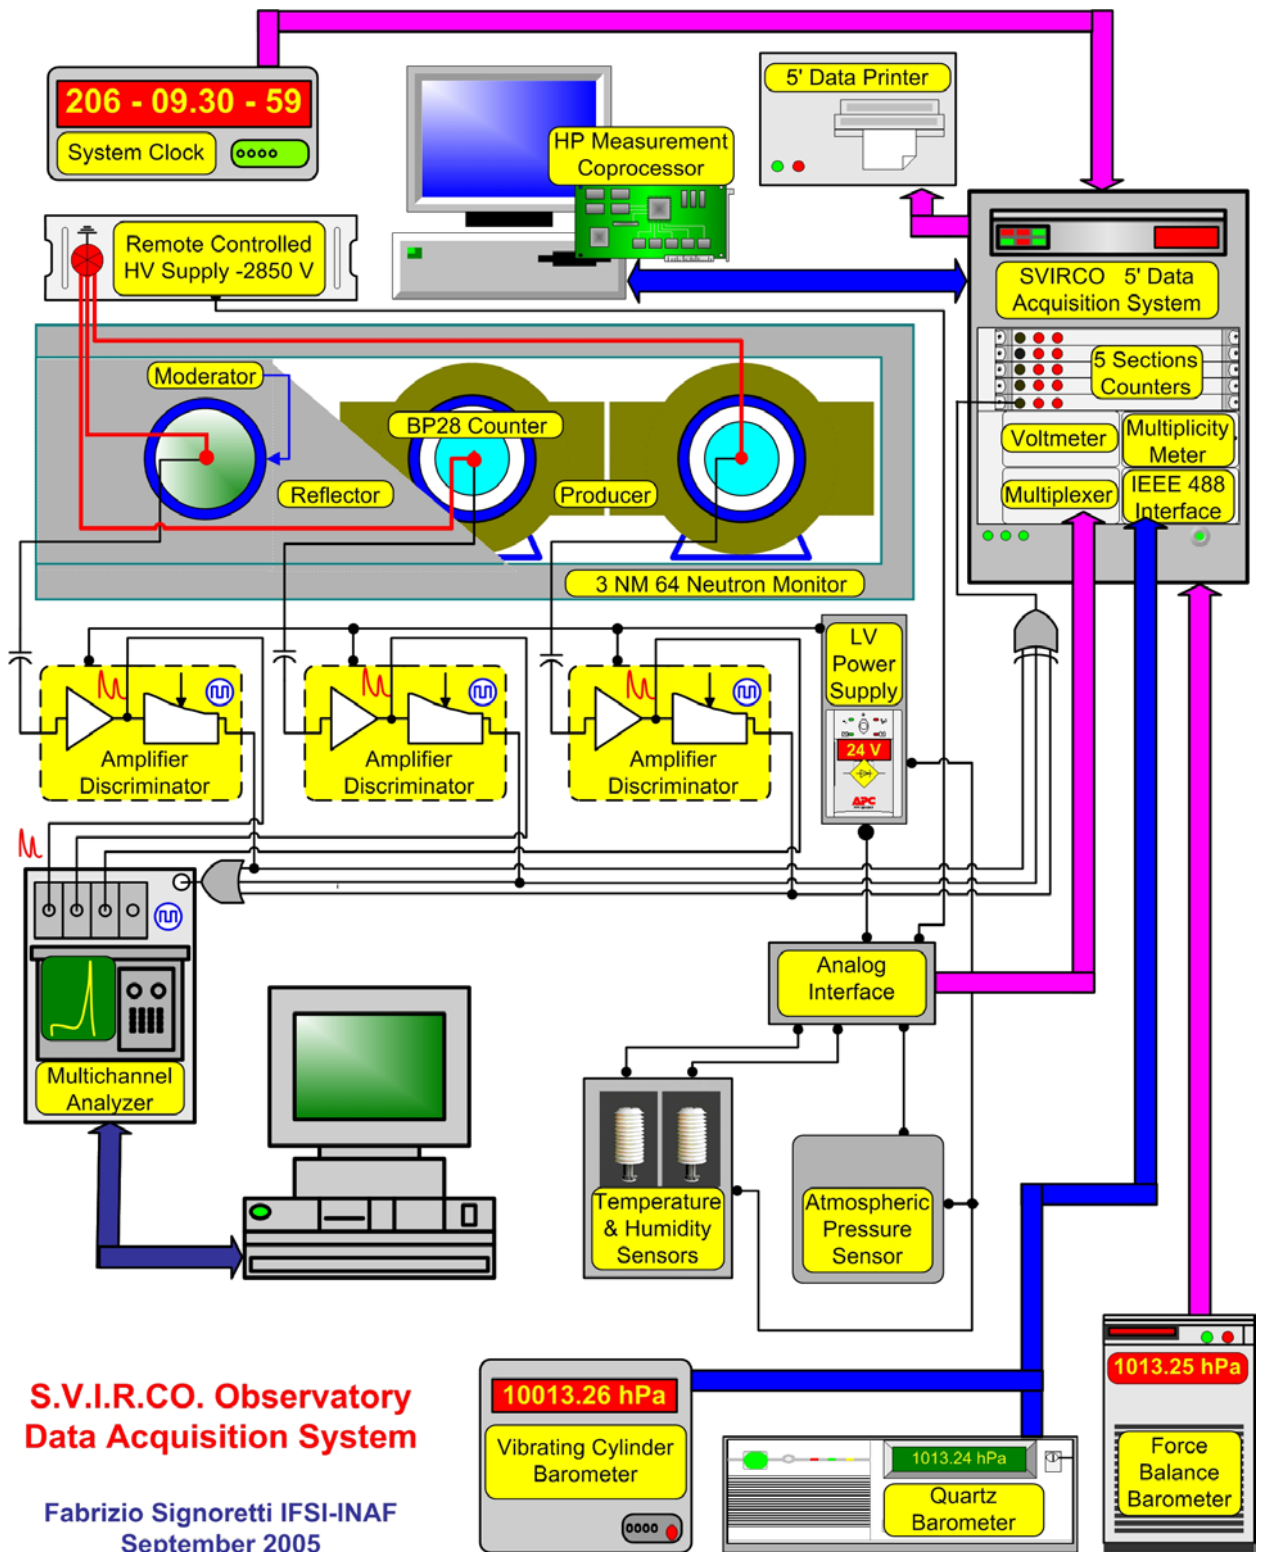 206 - 09.30 - 59
System Clock
HP Measurement
Coprocessor
5' Data Printer
Remote Controlled
HV Supply -2850 V
SVIRCO 5' Data
Acquisition System
5 Sections
Counters
Voltmeter
Multiplicity
Meter
Multiplexer
IEEE 488
Interface
Moderator
BP28 Counter
Reflector
Producer
3 NM 64 Neutron Monitor
LV
Power
Supply
24 V
APC
Amplifier
Discriminator
Amplifier
Discriminator
Amplifier
Discriminator
Analog
Interface
Multichannel
Analyzer
Temperature
& Humidity
Sensors
Atmospheric
Pressure
Sensor
S.V.I.R.CO. Observatory
Data Acquisition System
Fabrizio Signoretti IFSI-INAF
September 2005
10013.26 hPa
Vibrating Cylinder
Barometer
1013.24 hPa
Quartz
Barometer
1013.25 hPa
Force
Balance
Barometer